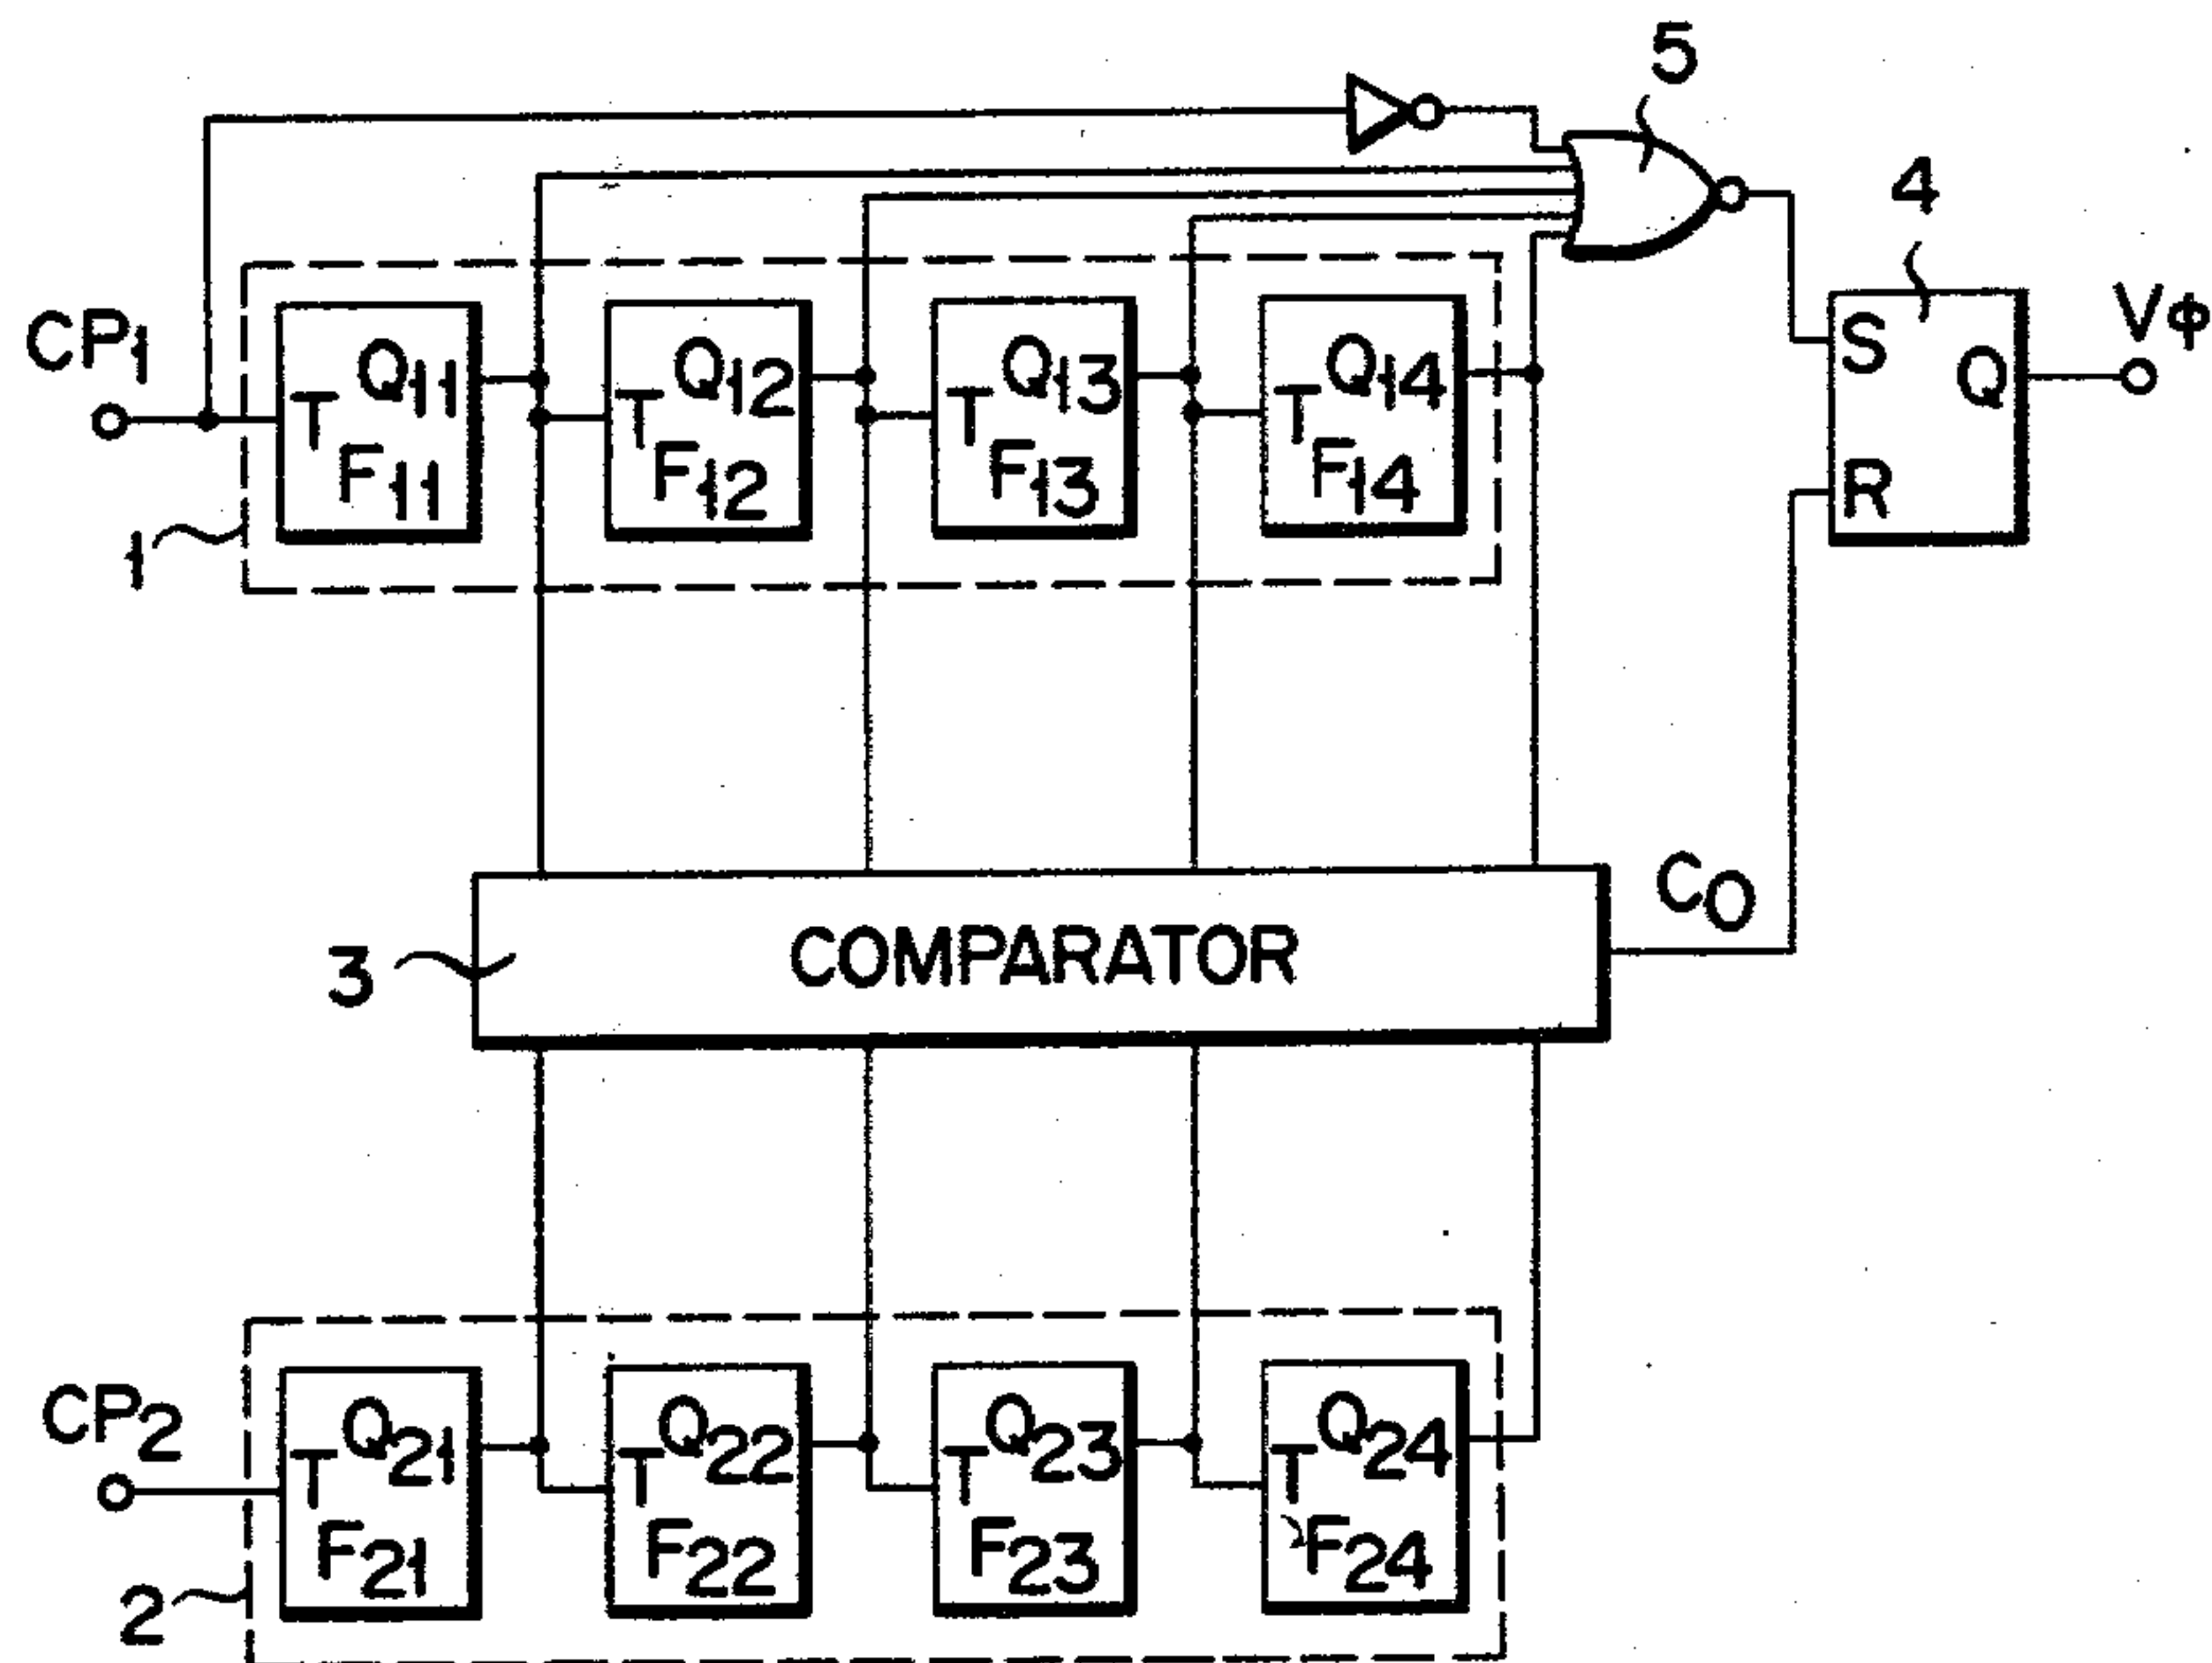 5
4
CP1
Q11
T
F11
Q12
T
F12
Q13
T
F13
Q14
T
F14
S
Q
R
Vϕ
1
3
COMPARATOR
CO
CP2
Q21
T
F21
Q22
T
F22
Q23
T
F23
Q24
T
F24
2